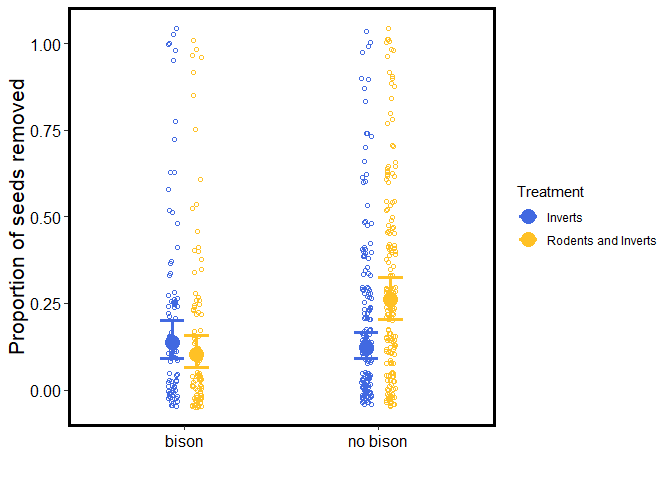 Proportion of seeds removed
1.00
0.75
0.50
0.25
0.00
bison
no bison
Treatment
Inverts
Rodents and Inverts